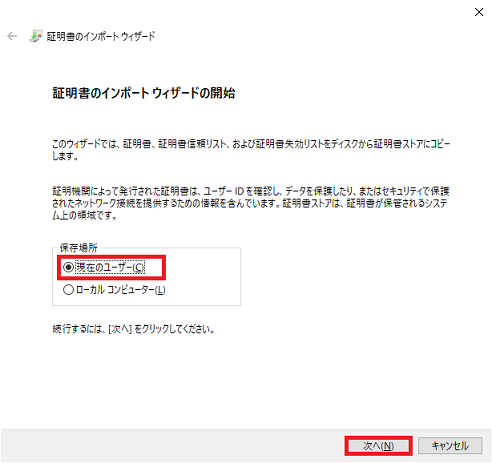 証明書のインポート ウィザード
証明書のインポート ウィザードの開始
このウィザードでは、証明書、証明書信頼リスト、および証明書失効リストをディスクから証明書ストアにコピー
します。
証明機関によって発行された証明書は、ユーザー ID を確認し、データを保護したり、またはセキュリティで保護
されたネットワーク接続を提供するための情報を含んでいます。証明書ストアは、証明書が保管されるシステ
ム上の領域です。
保存場所
現在のユーザー(C)
ローカル コンピューター(L)
続行するには、[次へ] をクリックしてください。
次へ(N)
キャンセル